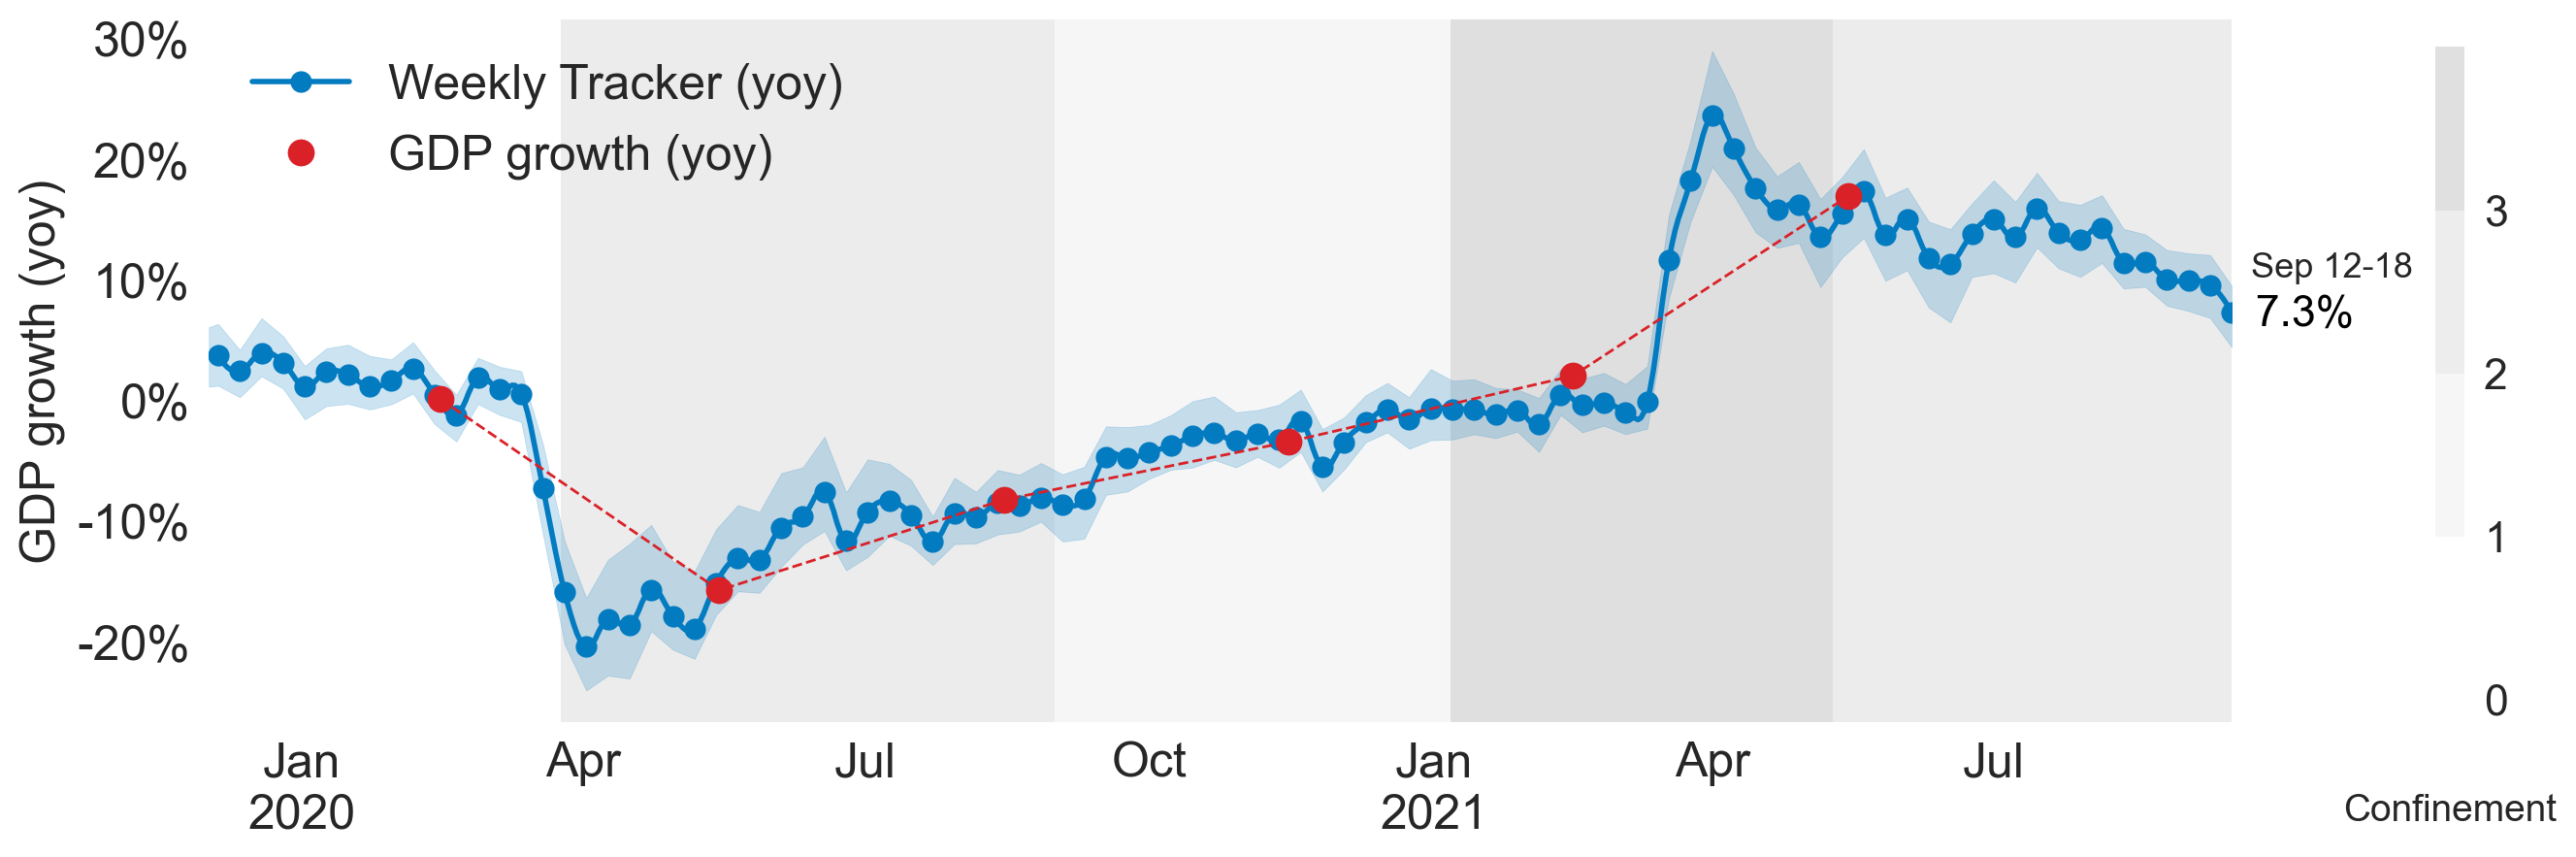 30%
20%
10%
0%
-10%
-20%
GDP growth (yoy)
Weekly Tracker (yoy)
GDP growth (yoy)
Sep 12-18
7.3%
3
2
1
0
Confinement
Jan
2020
Apr
Jul
Oct
Jan
2021
Apr
Jul